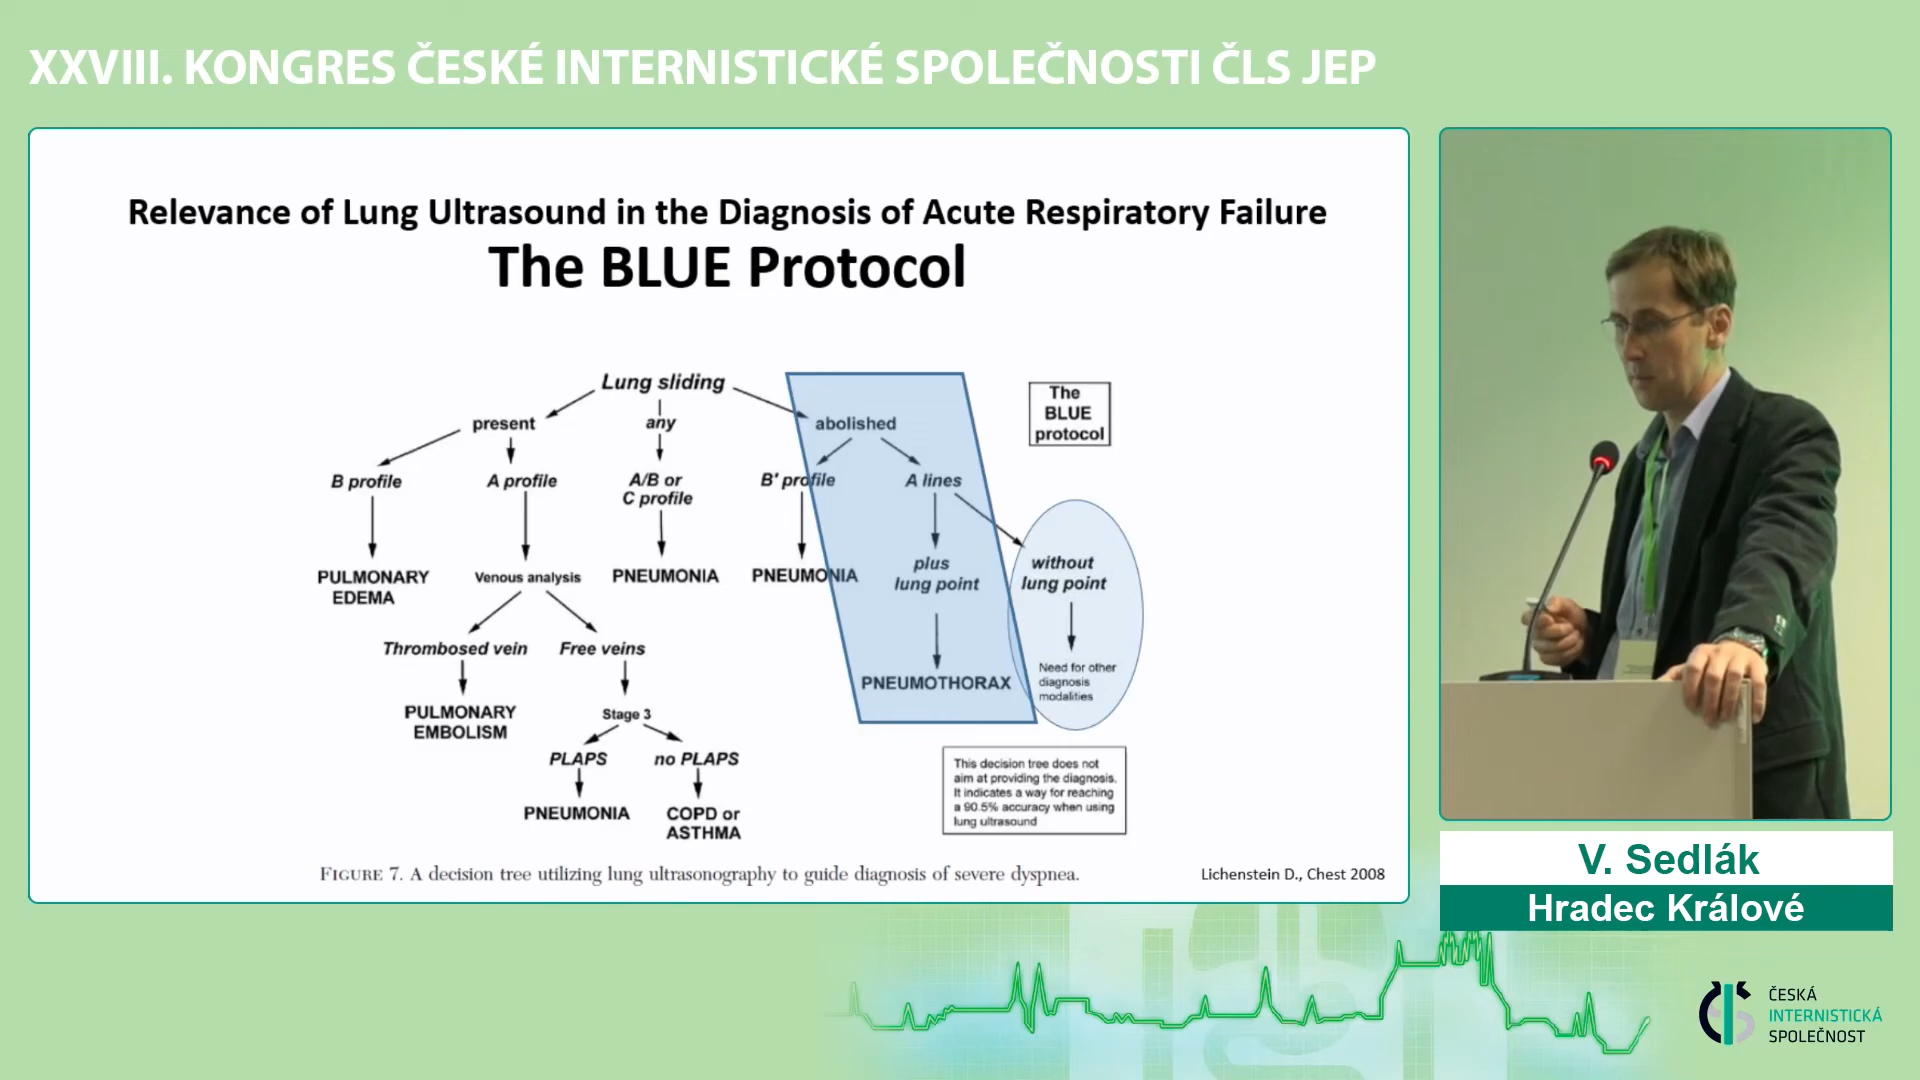 XXVIII. KONGRES ČESKÉ INTERNISTICKÉ SPOLEČNOSTI ČLS JEP
Relevance of Lung Ultrasound in the Diagnosis of Acute Respiratory Failure
The BLUE Protocol
Lung sliding
present
any
abolished
The
BLUE
protocol
B profile
A profile
A/B or
C profile
B' profile
A lines
PULMONARY
EDEMA
Venous analysis
PNEUMONIA
PNEUMONIA
plus
lung point
without
lung point
Thrombosed vein
Free veins
PNEUMOTHORAX
Need for other
diagnosis
modalities
PULMONARY
EMBOLISM
Stage 3
PLAPS
no PLAPS
PNEUMONIA
COPD or
ASTHMA
This decision tree does not
aim at providing the diagnosis.
It indicates a way for reaching
a 90.5% accuracy when using
lung ultrasound
FIGURE 7. A decision tree utilizing lung ultrasonography to guide diagnosis of severe dyspnea.
Lichenstein D., Chest 2008
V. Sedlák
Hradec Králové
ČESKÁ
INTERNISTICKÁ
SPOLEČNOST